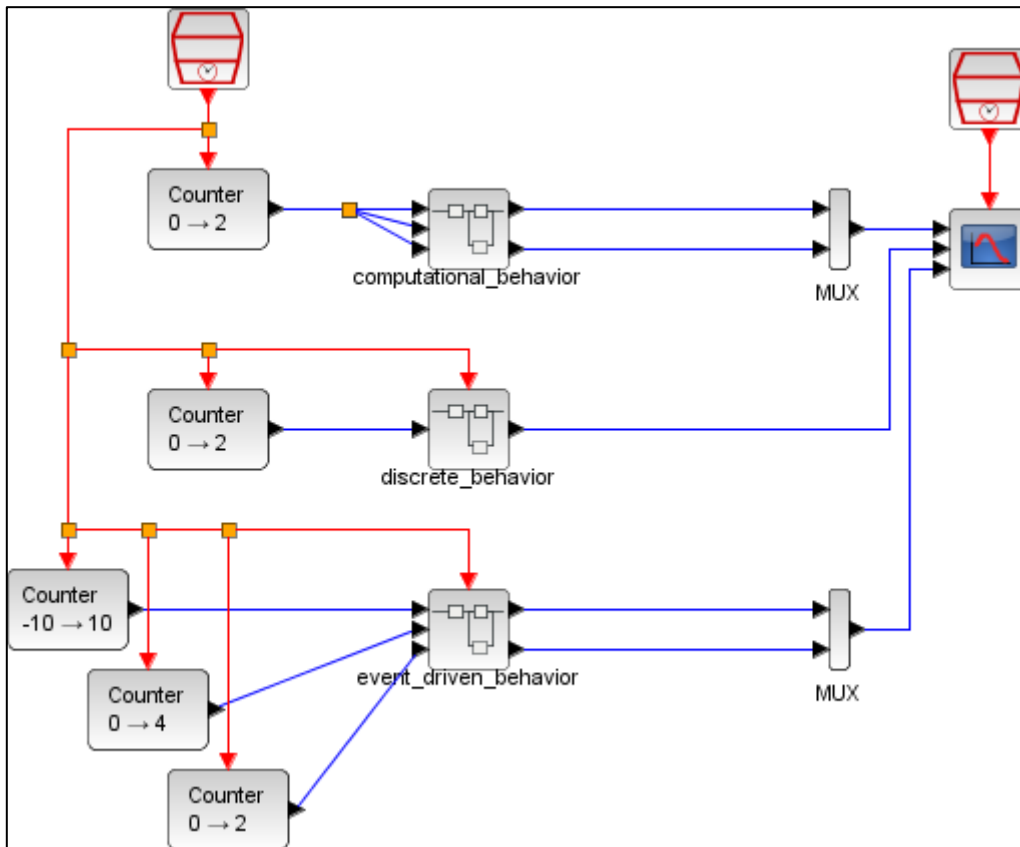 Counter
0 → 2
computational_behavior
MUX
Counter
0 → 2
discrete_behavior
Counter
-10 → 10
event_driven_behavior
MUX
Counter
0 → 4
Counter
0 → 2